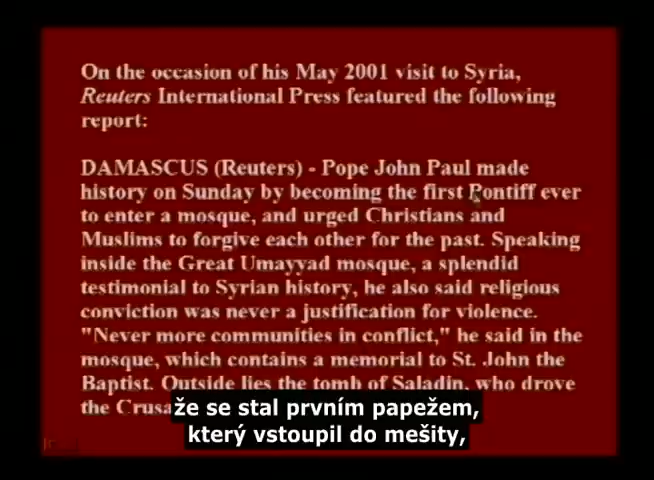 On the occasion of his May 2001 visit to Syria,
Reuters International Press featured the following
report:
DAMASCUS (Reuters) - Pope John Paul made
history on Sunday by becoming the first Pontiff ever
to enter a mosque, and urged Christians and
Muslims to forgive each other for the past. Speaking
inside the Great Umayyad mosque, a splendid
testimonial to Syrian history, he also said religious
conviction was never a justification for violence.
"Never more communities in conflict," he said in the
mosque, which contains a memorial to St. John the
Baptist. Outside lies the tomb of Saladin, who drove
the
že se stal prvním papežem,
který vstoupil do mešity,